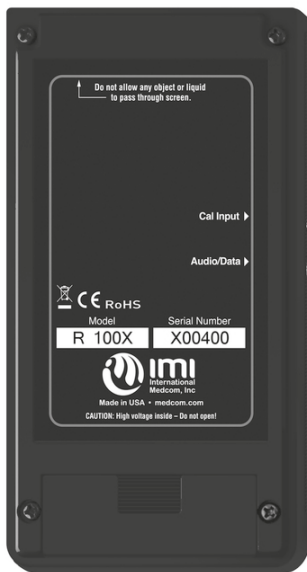 Do not allow any object or liquid
to pass through screen.
Cal Input
Audio/Data
CE RoHS
Model Serial Number
R 100X X00400
IMI
International
Medcom, Inc
Made in USA • medcom.com
CAUTION: High voltage inside – Do not open!